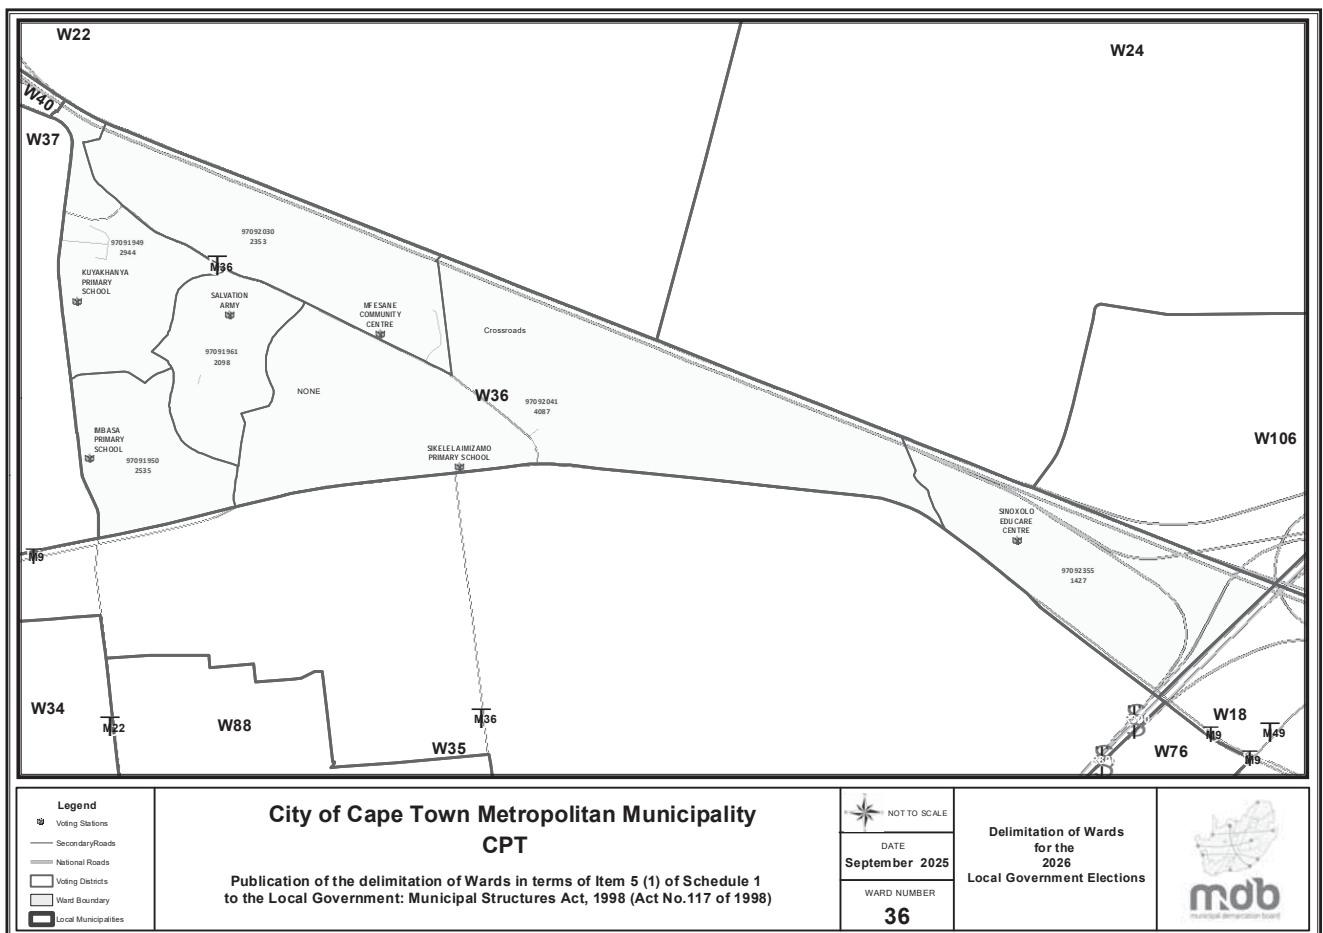 W22
W24
W40
W37
97092030
2353
97091949
2944
M36
KUYAKHANYA
PRIMARY
SCHOOL
SALVATION
ARMY
MFESANE
COMMUNITY
CENTRE
Crossroads
97091961
2098
NONE
W36
97092041
4087
W106
IMBASA
PRIMARY
SCHOOL
97091950
2535
SIKELELA IMIZAMO
PRIMARY SCHOOL
SINOXOLO
EDUCARE
CENTRE
M9
97092355
1427
W34
M22
W88
M36
W35
W18
M9
M49
W76
M9
Legend
Voting Stations
SecondaryRoads
National Roads
Voting Districts
Ward Boundary
Local Municipalities
City of Cape Town Metropolitan Municipality
CPT
Publication of the delimitation of Wards in terms of Item 5 (1) of Schedule 1
to the Local Government: Municipal Structures Act, 1998 (Act No.117 of 1998)
NOT TO SCALE
DATE
September 2025
WARD NUMBER
36
Delimitation of Wards
for the
2026
Local Government Elections
mdb
municipal demarcation board